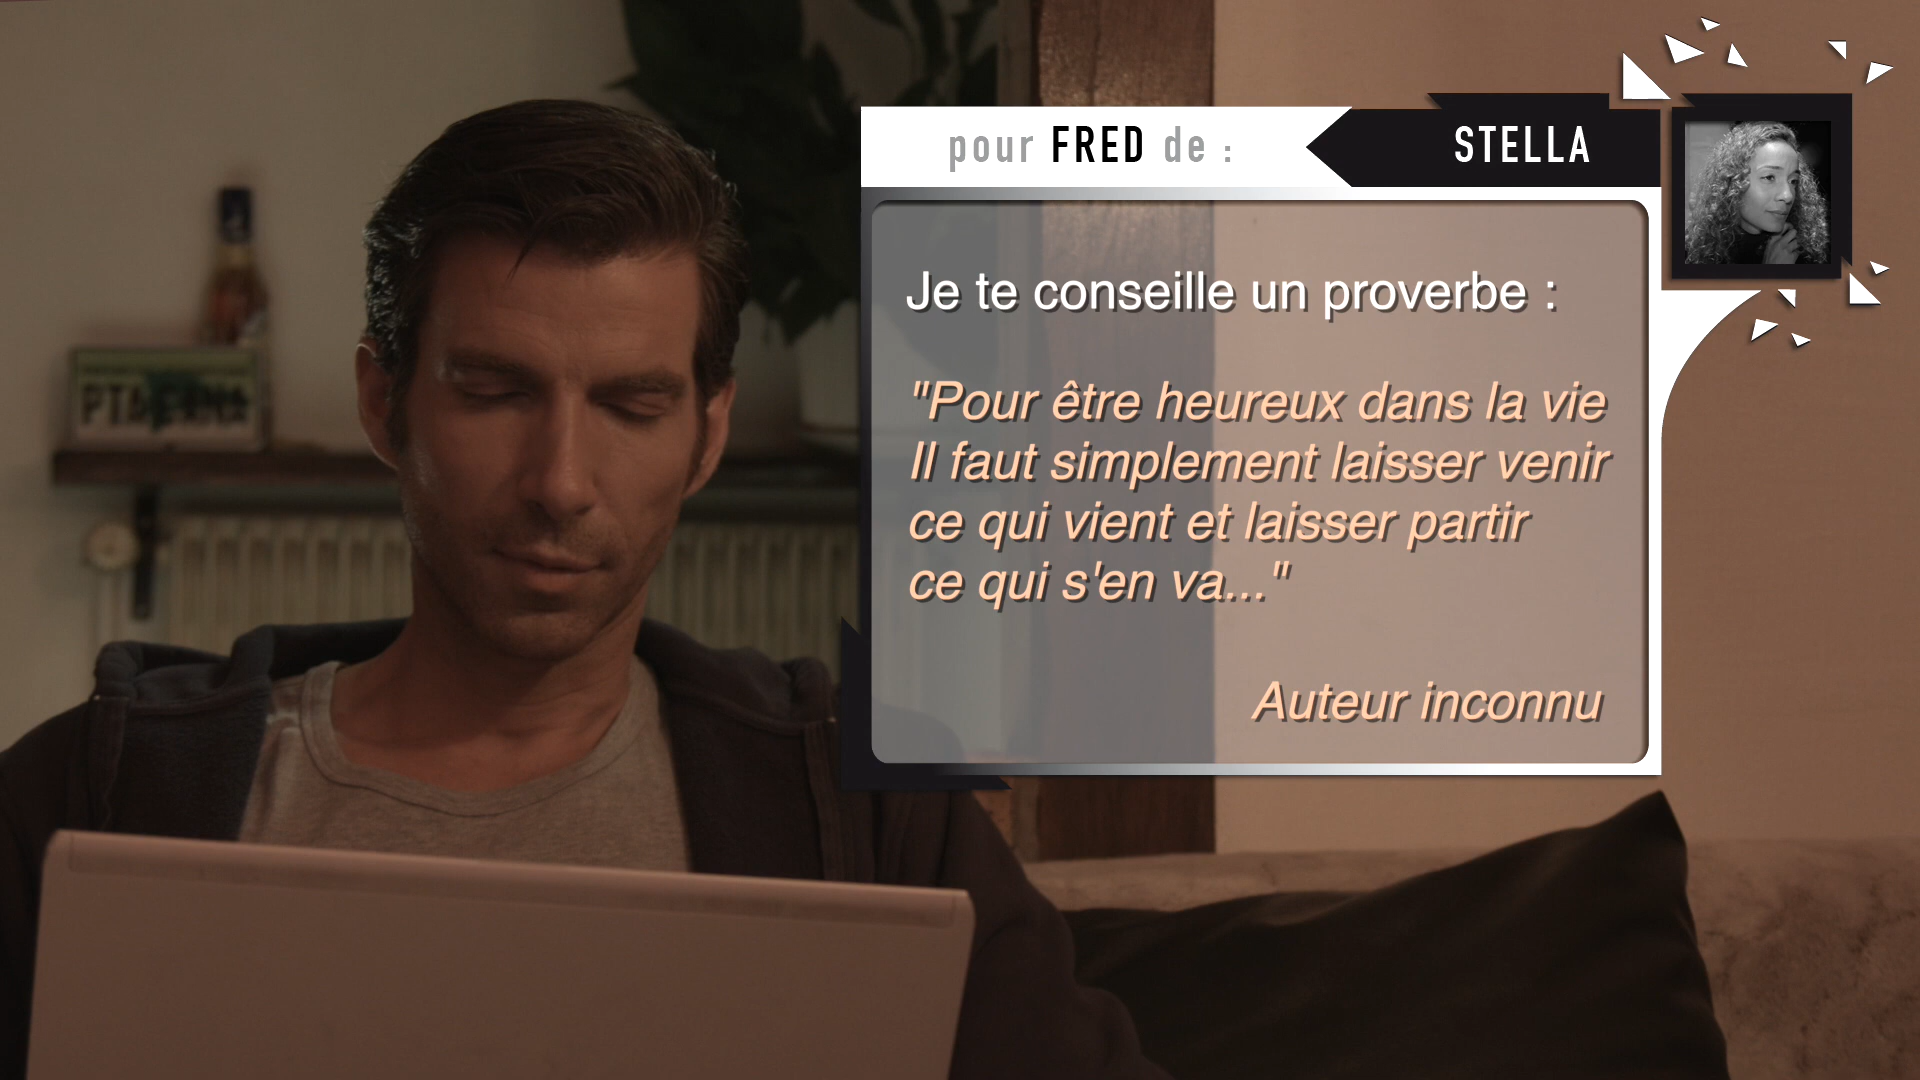 pour FRED de :
STELLA
Je te conseille un proverbe :
"Pour être heureux dans la vie
Il faut simplement laisser venir
ce qui vient et laisser partir
ce qui s'en va..."
Auteur inconnu